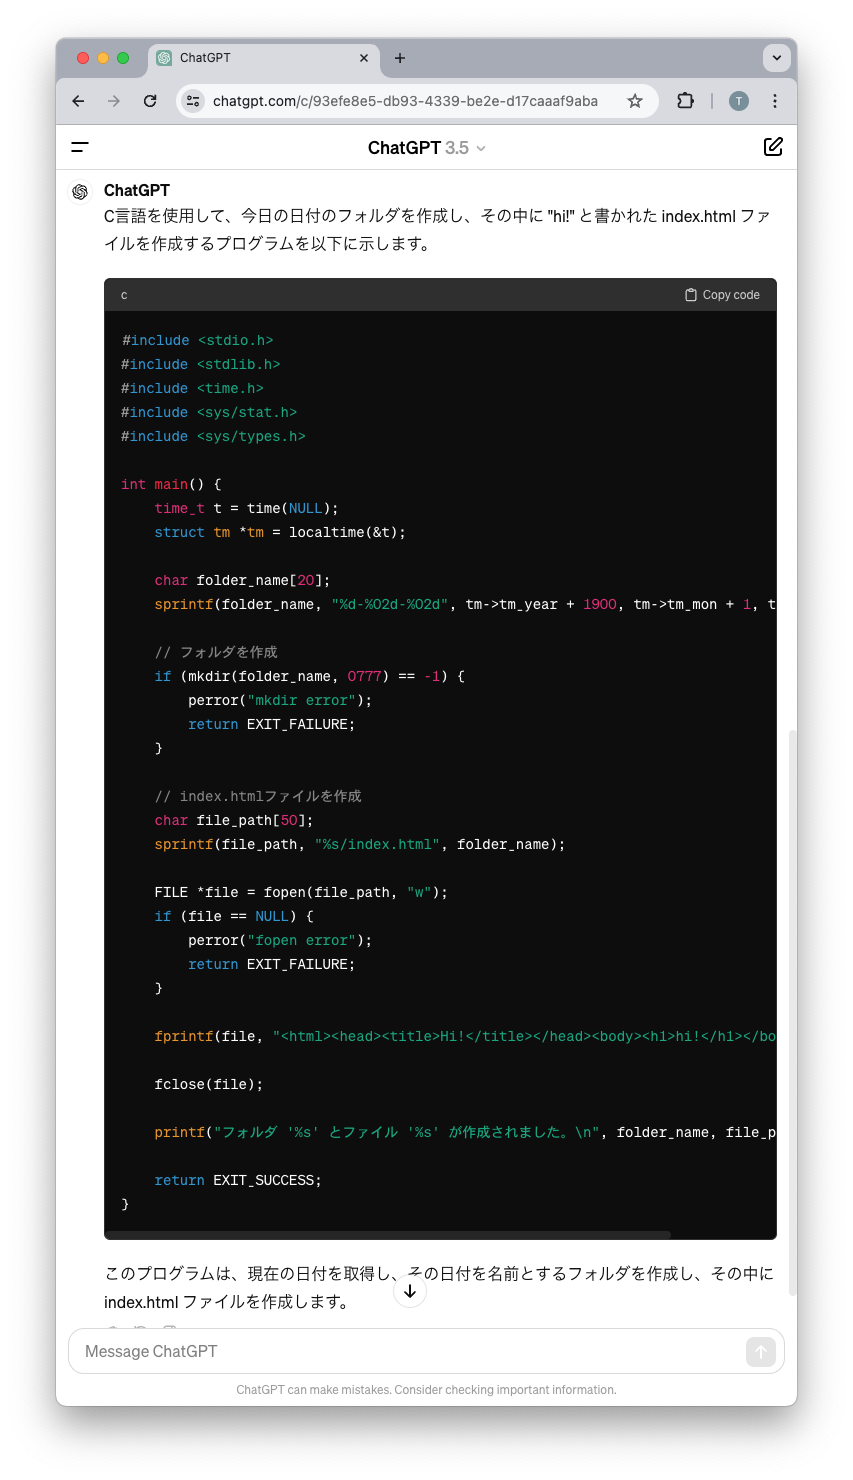 ChatGPT
chatgpt.com/c/93efe8e5-db93-4339-be2e-d17caaaf9aba
T
ChatGPT 3.5
ChatGPT
C言語を使用して、今日の日付のフォルダを作成し、その中に "hi!" と書かれた index.html ファ
イルを作成するプログラムを以下に示します。
c
Copy code
#include <stdio.h>
#include <stdlib.h>
#include <time.h>
#include <sys/stat.h>
#include <sys/types.h>
int main() {
    time_t t = time(NULL);
    struct tm *tm = localtime(&t);
    char folder_name[20];
    sprintf(folder_name, "%d-%02d-%02d", tm->tm_year + 1900, tm->tm_mon + 1, t
    // フォルダを作成
    if (mkdir(folder_name, 0777) == -1) {
        perror("mkdir error");
        return EXIT_FAILURE;
    }
    // index.htmlファイルを作成
    char file_path[50];
    sprintf(file_path, "%s/index.html", folder_name);
    FILE *file = fopen(file_path, "w");
    if (file == NULL) {
        perror("fopen error");
        return EXIT_FAILURE;
    }
    fprintf(file, "<html><head><title>Hi!</title></head><body><h1>hi!</h1></bo
    fclose(file);
    printf("フォルダ '%s' とファイル '%s' が作成されました。\n", folder_name, file_p
    return EXIT_SUCCESS;
}
このプログラムは、現在の日付を取得し、その日付を名前とするフォルダを作成し、その中に
index.html ファイルを作成します。
Message ChatGPT
ChatGPT can make mistakes. Consider checking important information.